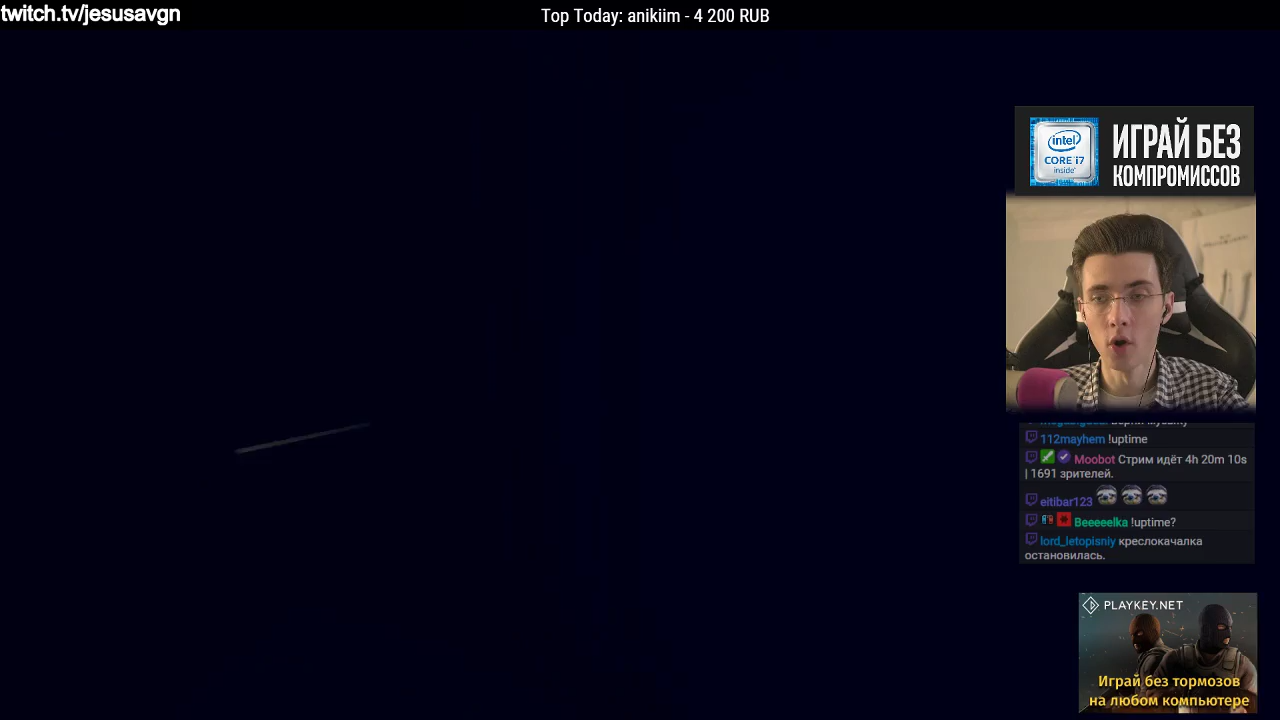 twitch.tv/jesusavgn
Top Today: anikiim - 4 200 RUB
intel
CORE i7
inside
ИГРАЙ БЕЗ
КОМПРОМИССОВ
112mayhem !uptime
Moobot Стрим идёт 4h 20m 10s
| 1691 зрителей.
eitibar123
Beeeeelka !uptime?
lord_letopisniy креслокачалка
остановилась.
PLAYKEY.NET
Играй без тормозов
на любом компьютере